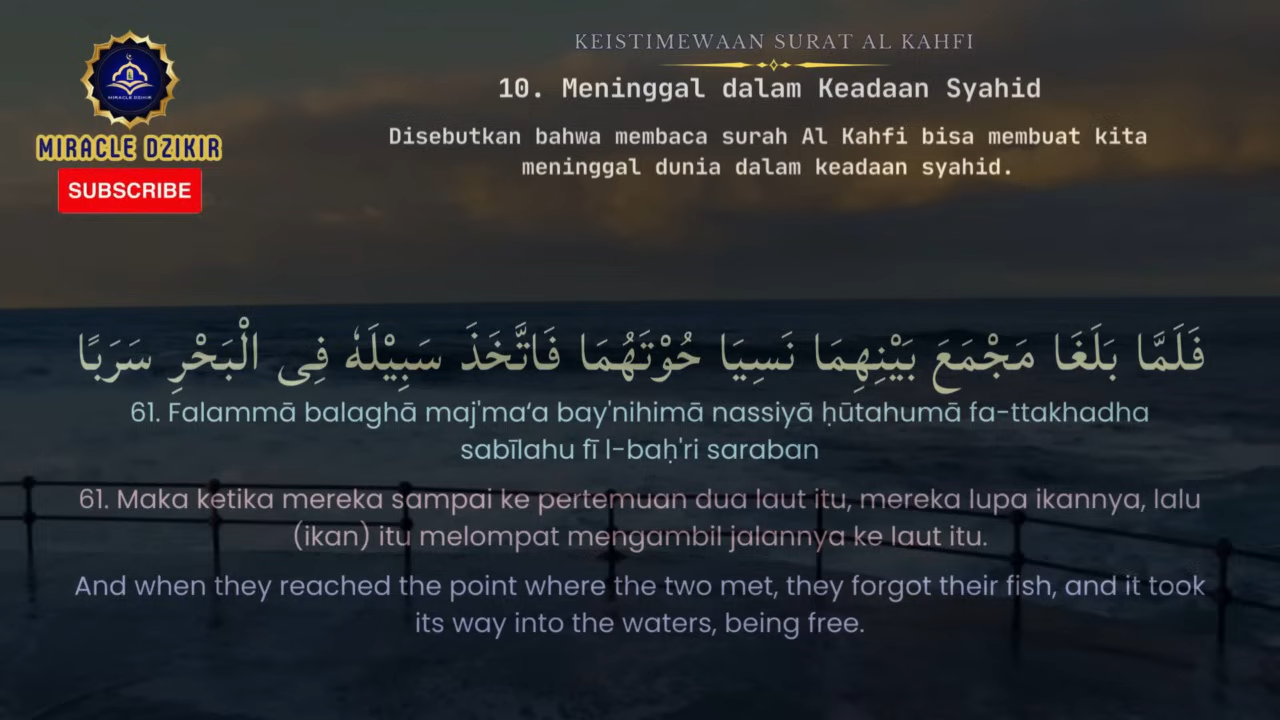 MIRACLE DZIKIR
MIRACLE DZIKIR
SUBSCRIBE
KEISTIMEWAAN SURAT AL KAHFI
10. Meninggal dalam Keadaan Syahid
Disebutkan bahwa membaca surah Al Kahfi bisa membuat kita
meninggal dunia dalam keadaan syahid.
فَلَمَّا بَلَغَا مَجْمَعَ بَيْنِهِمَا نَسِيَا حُوْتَهُمَا فَاتَّخَذَ سَبِيْلَهٗ فِى الْبَحْرِ سَرَبًا
61. Falammā balaghā maj'ma‘a bay'nihimā nassiyā ḥūtahumā fa-ttakhadha
sabīlahu fī l-baḥ'ri saraban
61. Maka ketika mereka sampai ke pertemuan dua laut itu, mereka lupa ikannya, lalu
(ikan) itu melompat mengambil jalannya ke laut itu.
And when they reached the point where the two met, they forgot their fish, and it took
its way into the waters, being free.